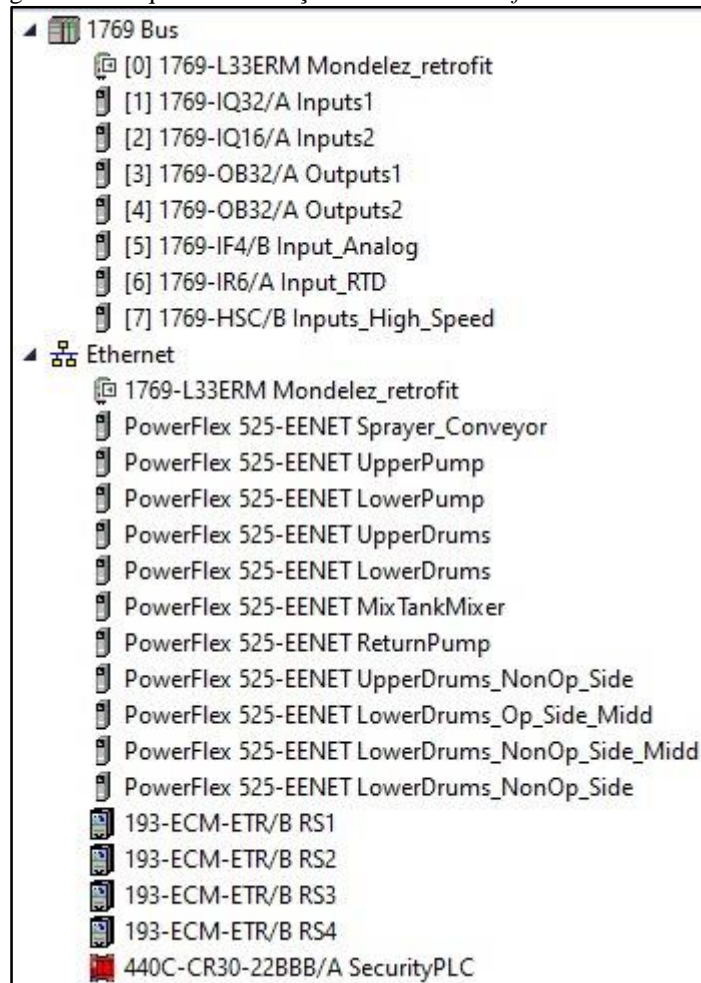 1769 Bus
[0] 1769-L33ERM Mondelez_retrofit
[1] 1769-IQ32/A Inputs1
[2] 1769-IQ16/A Inputs2
[3] 1769-OB32/A Outputs1
[4] 1769-OB32/A Outputs2
[5] 1769-IF4/B Input_Analog
[6] 1769-IR6/A Input_RTD
[7] 1769-HSC/B Inputs_High_Speed
Ethernet
1769-L33ERM Mondelez_retrofit
PowerFlex 525-EENET Sprayer_Conveyor
PowerFlex 525-EENET UpperPump
PowerFlex 525-EENET LowerPump
PowerFlex 525-EENET UpperDrums
PowerFlex 525-EENET LowerDrums
PowerFlex 525-EENET MixTankMixer
PowerFlex 525-EENET ReturnPump
PowerFlex 525-EENET UpperDrums_NonOp_Side
PowerFlex 525-EENET LowerDrums_Op_Side_Midd
PowerFlex 525-EENET LowerDrums_NonOp_Side_Midd
PowerFlex 525-EENET LowerDrums_NonOp_Side
193-ECM-ETR/B RS1
193-ECM-ETR/B RS2
193-ECM-ETR/B RS3
193-ECM-ETR/B RS4
440C-CR30-22BBB/A SecurityPLC